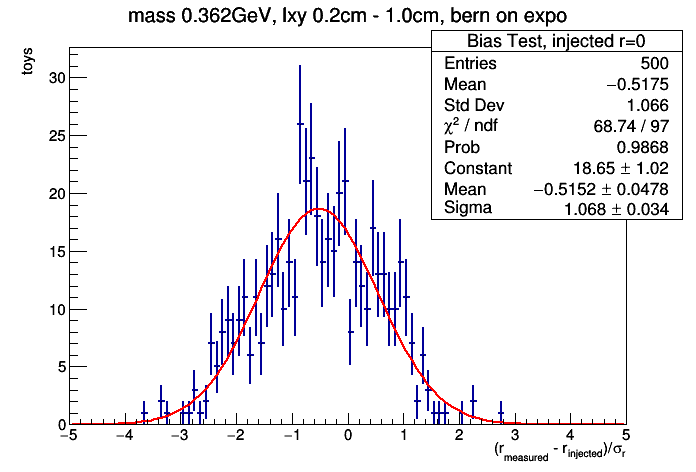 mass 0.362GeV, lxy 0.2cm - 1.0cm, bern on expo
toys
Bias Test, injected r=0
Entries 500
Mean −0.5175
Std Dev 1.066
χ² / ndf 68.74 / 97
Prob 0.9868
Constant 18.65 ± 1.02
Mean −0.5152 ± 0.0478
Sigma 1.068 ± 0.034
30
25
20
15
10
5
0
−5 −4 −3 −2 −1 0 1 2 3 4 5
(r_measured - r_injected)/σ_r